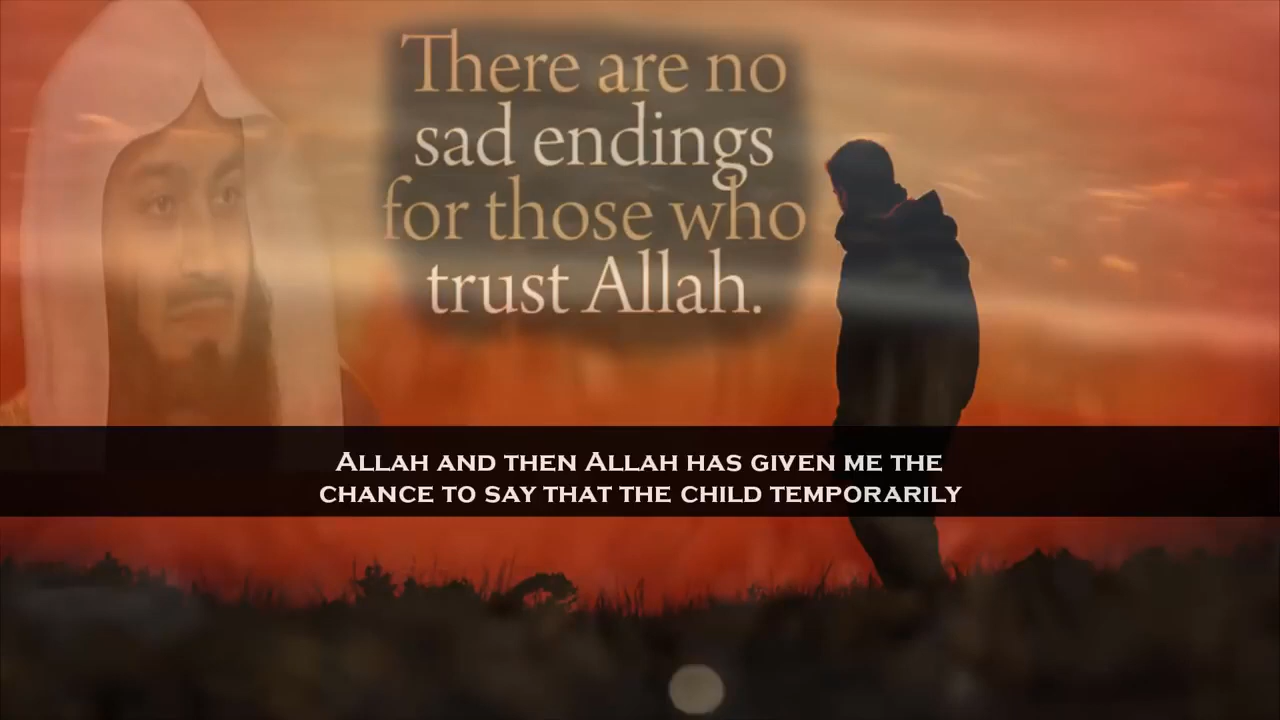 There are no
sad endings
for those who
trust Allah.
Allah and then Allah has given me the
chance to say that the child temporarily